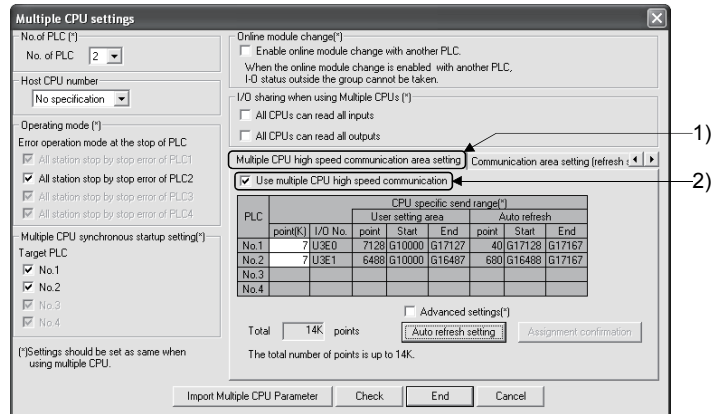 Multiple CPU settings
No.of PLC (*)
No. of PLC 2
Host CPU number
No specification
Operating mode (*)
Error operation mode at the stop of PLC
All station stop by stop error of PLC1
All station stop by stop error of PLC2
All station stop by stop error of PLC3
All station stop by stop error of PLC4
Multiple CPU synchronous startup setting(*)
Target PLC
No.1
No.2
No.3
No.4
(*)Settings should be set as same when
using multiple CPU.
Online module change(*)
Enable online module change with another PLC.
When the online module change is enabled with another PLC,
I-O status outside the group cannot be taken.
I/O sharing when using Multiple CPUs (*)
All CPUs can read all inputs
All CPUs can read all outputs
1)
Multiple CPU high speed communication area setting Communication area setting (refresh
2)
Use multiple CPU high speed communication
CPU specific send range(*)
PLC User setting area Auto refresh
point(K) I/O No. point Start End point Start End
No.1 7 U3E0 7128 G10000 G17127 40 G17128 G17167
No.2 7 U3E1 6488 G10000 G16487 680 G16488 G17167
No.3
No.4
Advanced settings(*)
Total 14K points Auto refresh setting Assignment confirmation
The total number of points is up to 14K.
Import Multiple CPU Parameter Check End Cancel